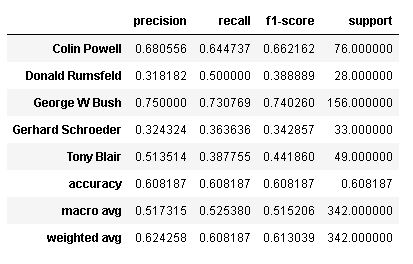 precision recall f1-score support
Colin Powell 0.680556 0.644737 0.662162 76.000000
Donald Rumsfeld 0.318182 0.500000 0.388889 28.000000
George W Bush 0.750000 0.730769 0.740260 156.000000
Gerhard Schroeder 0.324324 0.363636 0.342857 33.000000
Tony Blair 0.513514 0.387755 0.441860 49.000000
accuracy 0.608187 0.608187 0.608187 0.608187
macro avg 0.517315 0.525380 0.515206 342.000000
weighted avg 0.624258 0.608187 0.613039 342.000000